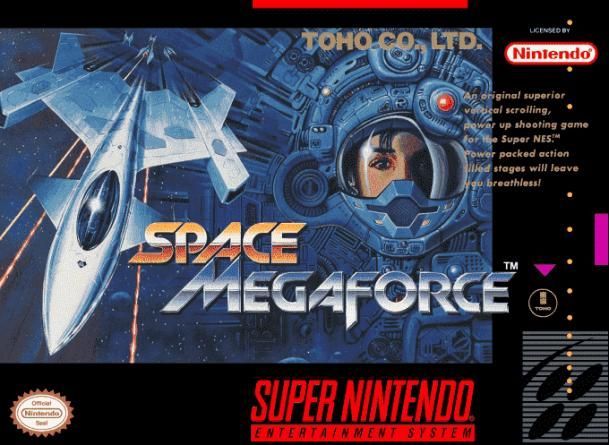 TOHO CO., LTD.
LICENSED BY
Nintendo
An original superior
vertical scrolling,
power up shooting game
for the Super NES.™
Power packed action
filled stages will leave
you breathless!
SPACE
MEGAFORCE™
TOHO
Official
Nintendo
Seal
SUPER NINTENDO®
ENTERTAINMENT SYSTEM